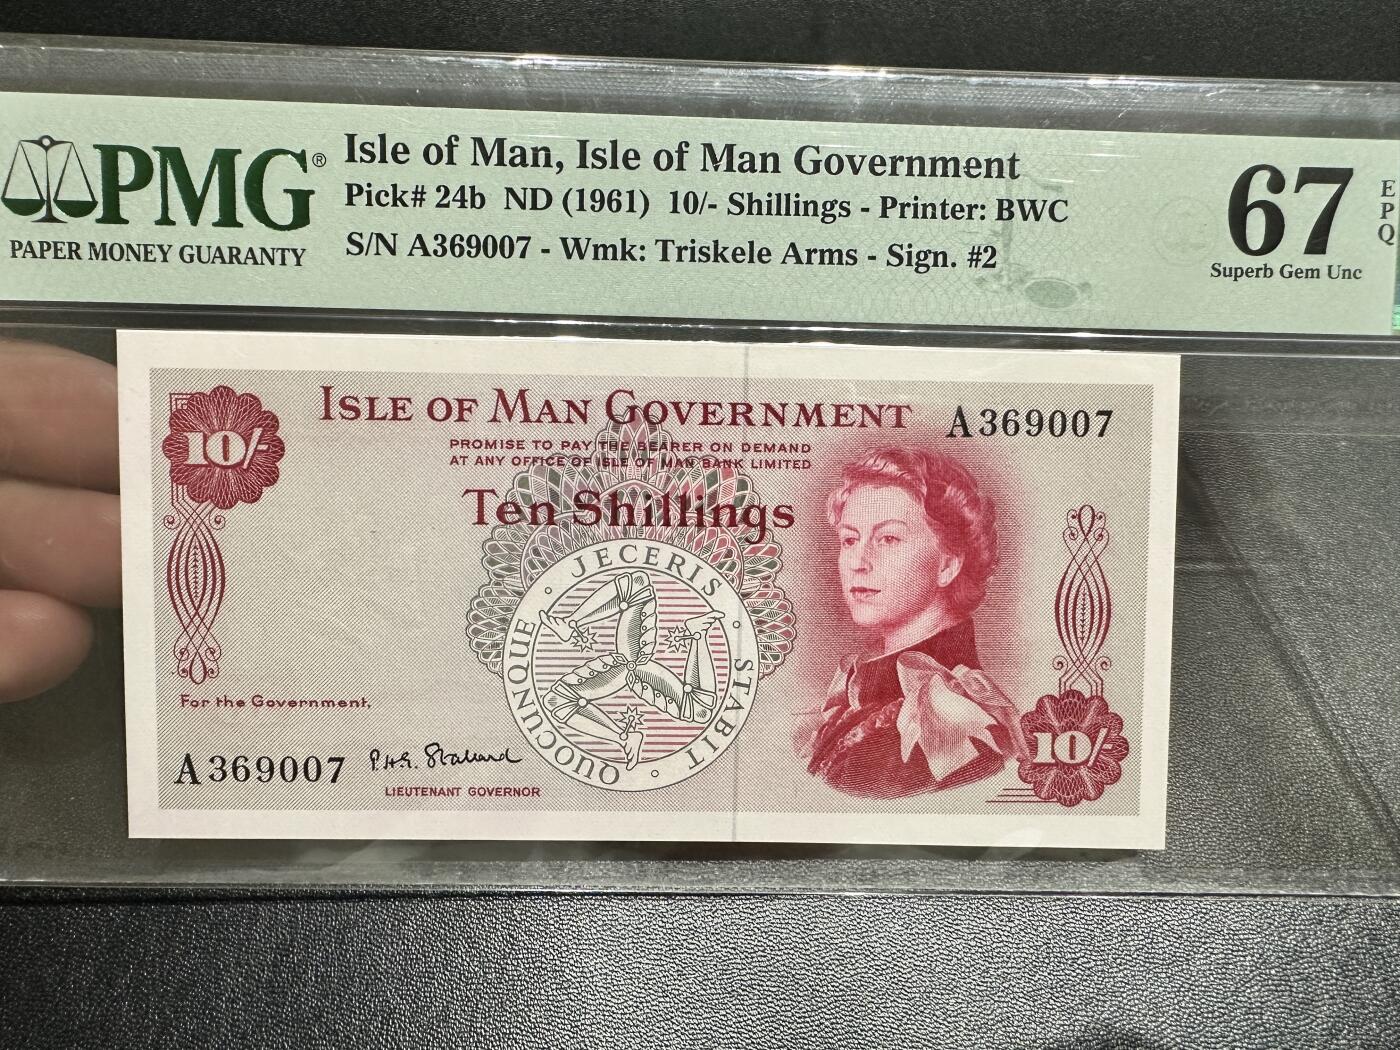 PMG®
PAPER MONEY GUARANTY
Isle of Man, Isle of Man Government
Pick# 24b ND (1961) 10/- Shillings - Printer: BWC
S/N A369007 - Wmk: Triskele Arms - Sign. #2
67
EPQ
Superb Gem Unc
10/-
ISLE OF MAN GOVERNMENT
A369007
PROMISE TO PAY THE BEARER ON DEMAND
AT ANY OFFICE OF ISLE OF MAN BANK LIMITED
Ten Shillings
QUOCUNQUE · JECERIS · STABIT ·
For the Government,
A369007
P.H.G. Stallard
LIEUTENANT GOVERNOR
10/-